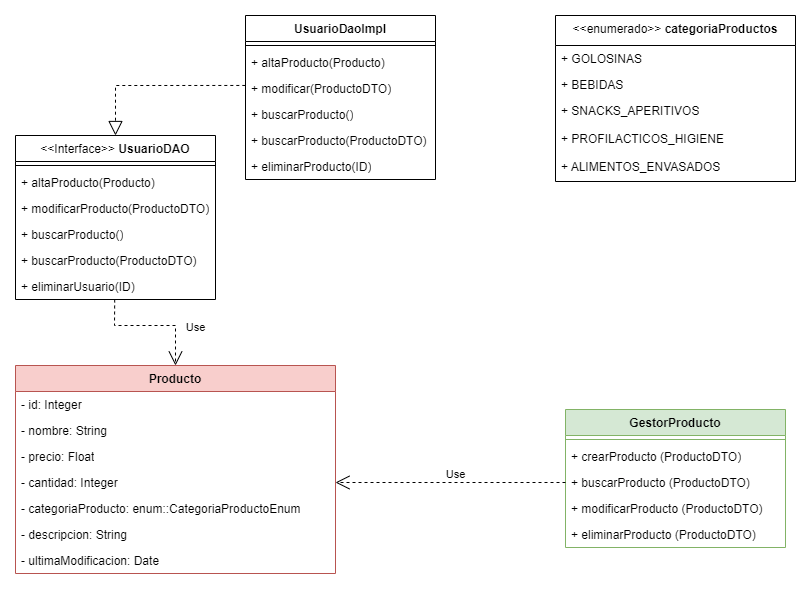 UsuarioDaoImpl
+ altaProducto(Producto)
+ modificar(ProductoDTO)
+ buscarProducto()
+ buscarProducto(ProductoDTO)
+ eliminarProducto(ID)
<<enumerado>> categoriaProductos
+ GOLOSINAS
+ BEBIDAS
+ SNACKS_APERITIVOS
+ PROFILACTICOS_HIGIENE
+ ALIMENTOS_ENVASADOS
<<Interface>> UsuarioDAO
+ altaProducto(Producto)
+ modificarProducto(ProductoDTO)
+ buscarProducto()
+ buscarProducto(ProductoDTO)
+ eliminarUsuario(ID)
Use
Producto
- id: Integer
- nombre: String
- precio: Float
- cantidad: Integer
- categoriaProducto: enum::CategoriaProductoEnum
- descripcion: String
- ultimaModificacion: Date
Use
GestorProducto
+ crearProducto (ProductoDTO)
+ buscarProducto (ProductoDTO)
+ modificarProducto (ProductoDTO)
+ eliminarProducto (ProductoDTO)